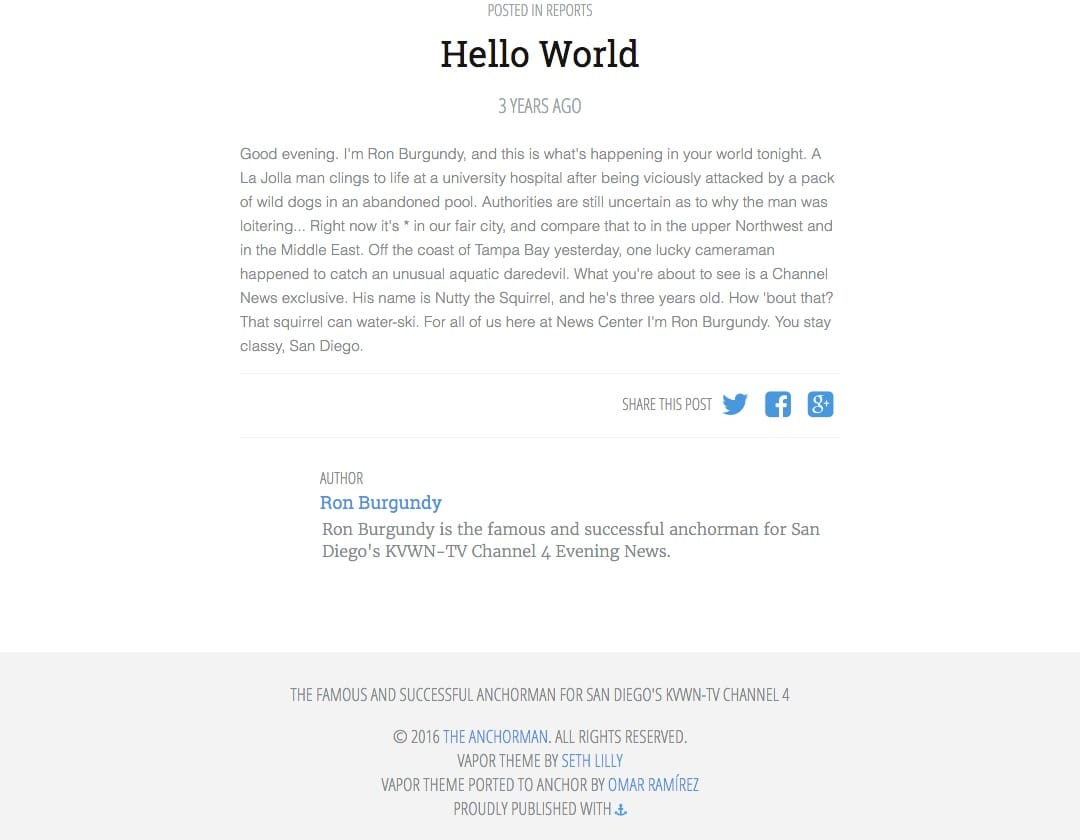 POSTED IN REPORTS
Hello World
3 YEARS AGO
Good evening. I'm Ron Burgundy, and this is what's happening in your world tonight. A
La Jolla man clings to life at a university hospital after being viciously attacked by a pack
of wild dogs in an abandoned pool. Authorities are still uncertain as to why the man was
loitering... Right now it's * in our fair city, and compare that to in the upper Northwest and
in the Middle East. Off the coast of Tampa Bay yesterday, one lucky cameraman
happened to catch an unusual aquatic daredevil. What you're about to see is a Channel
News exclusive. His name is Nutty the Squirrel, and he's three years old. How 'bout that?
That squirrel can water-ski. For all of us here at News Center I'm Ron Burgundy. You stay
classy, San Diego.
SHARE THIS POST
AUTHOR
Ron Burgundy
Ron Burgundy is the famous and successful anchorman for San
Diego's KVWN-TV Channel 4 Evening News.
THE FAMOUS AND SUCCESSFUL ANCHORMAN FOR SAN DIEGO'S KVWN-TV CHANNEL 4
© 2016 THE ANCHORMAN. ALL RIGHTS RESERVED.
VAPOR THEME BY SETH LILLY
VAPOR THEME PORTED TO ANCHOR BY OMAR RAMÍREZ
PROUDLY PUBLISHED WITH